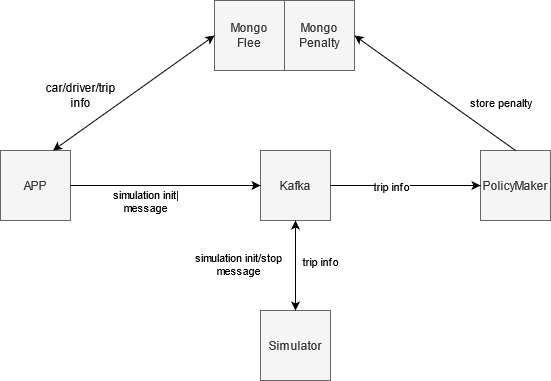 Mongo
Flee
Mongo
Penalty
car/driver/trip
info
store penalty
APP
simulation init|
message
Kafka
trip info
PolicyMaker
simulation init/stop
message
trip info
Simulator